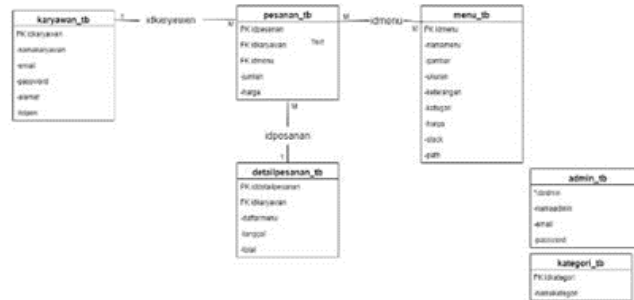 karyawan_tb
PK idkaryawan
-namakaryawan
-email
-password
-alamat
1
idkaryawan
M
pesanan_tb
PK idpesanan
FK idkaryawan
FK idmenu
-jumlah
-harga
Text
M
idmenu
M
menu_tb
PK idmenu
-namamenu
-gambar
-ukuran
-keterangan
-kategori
-harga
-stock
-path
M
idpesanan
1
detailpesanan_tb
PK iddetailpesanan
FK idkaryawan
-daftarmenu
-tanggal
-total
admin_tb
*idadmin
-namaadmin
-email
-password
kategori_tb
PK idkategori
-namakategori